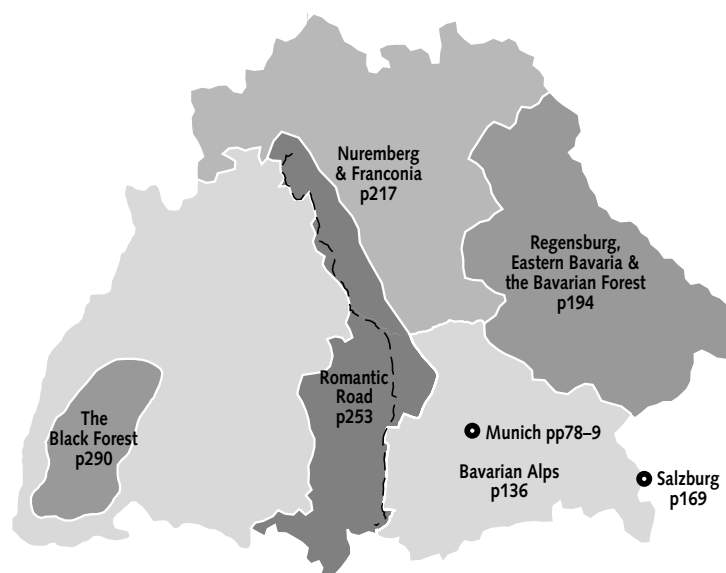 Nuremberg
& Franconia
p217
Regensburg,
Eastern Bavaria &
the Bavarian Forest
p194
Romantic
Road
p253
The
Black Forest
p290
Munich pp78–9
Bavarian Alps
p136
Salzburg
p169